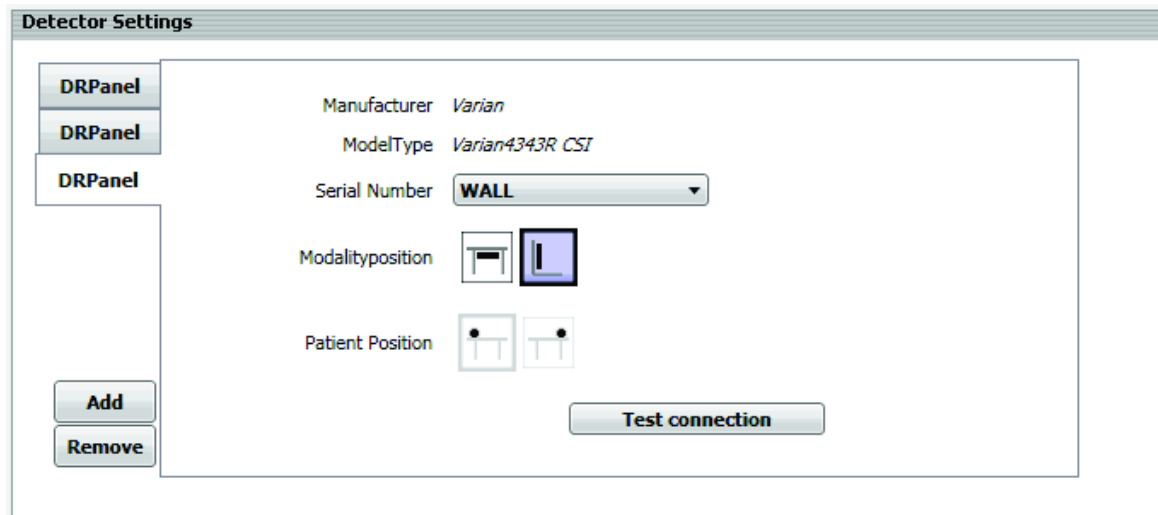 Detector Settings
DRPanel
DRPanel
DRPanel
Manufacturer Varian
ModelType Varian4343R CSI
Serial Number WALL
Modalityposition
Patient Position
Add
Remove
Test connection